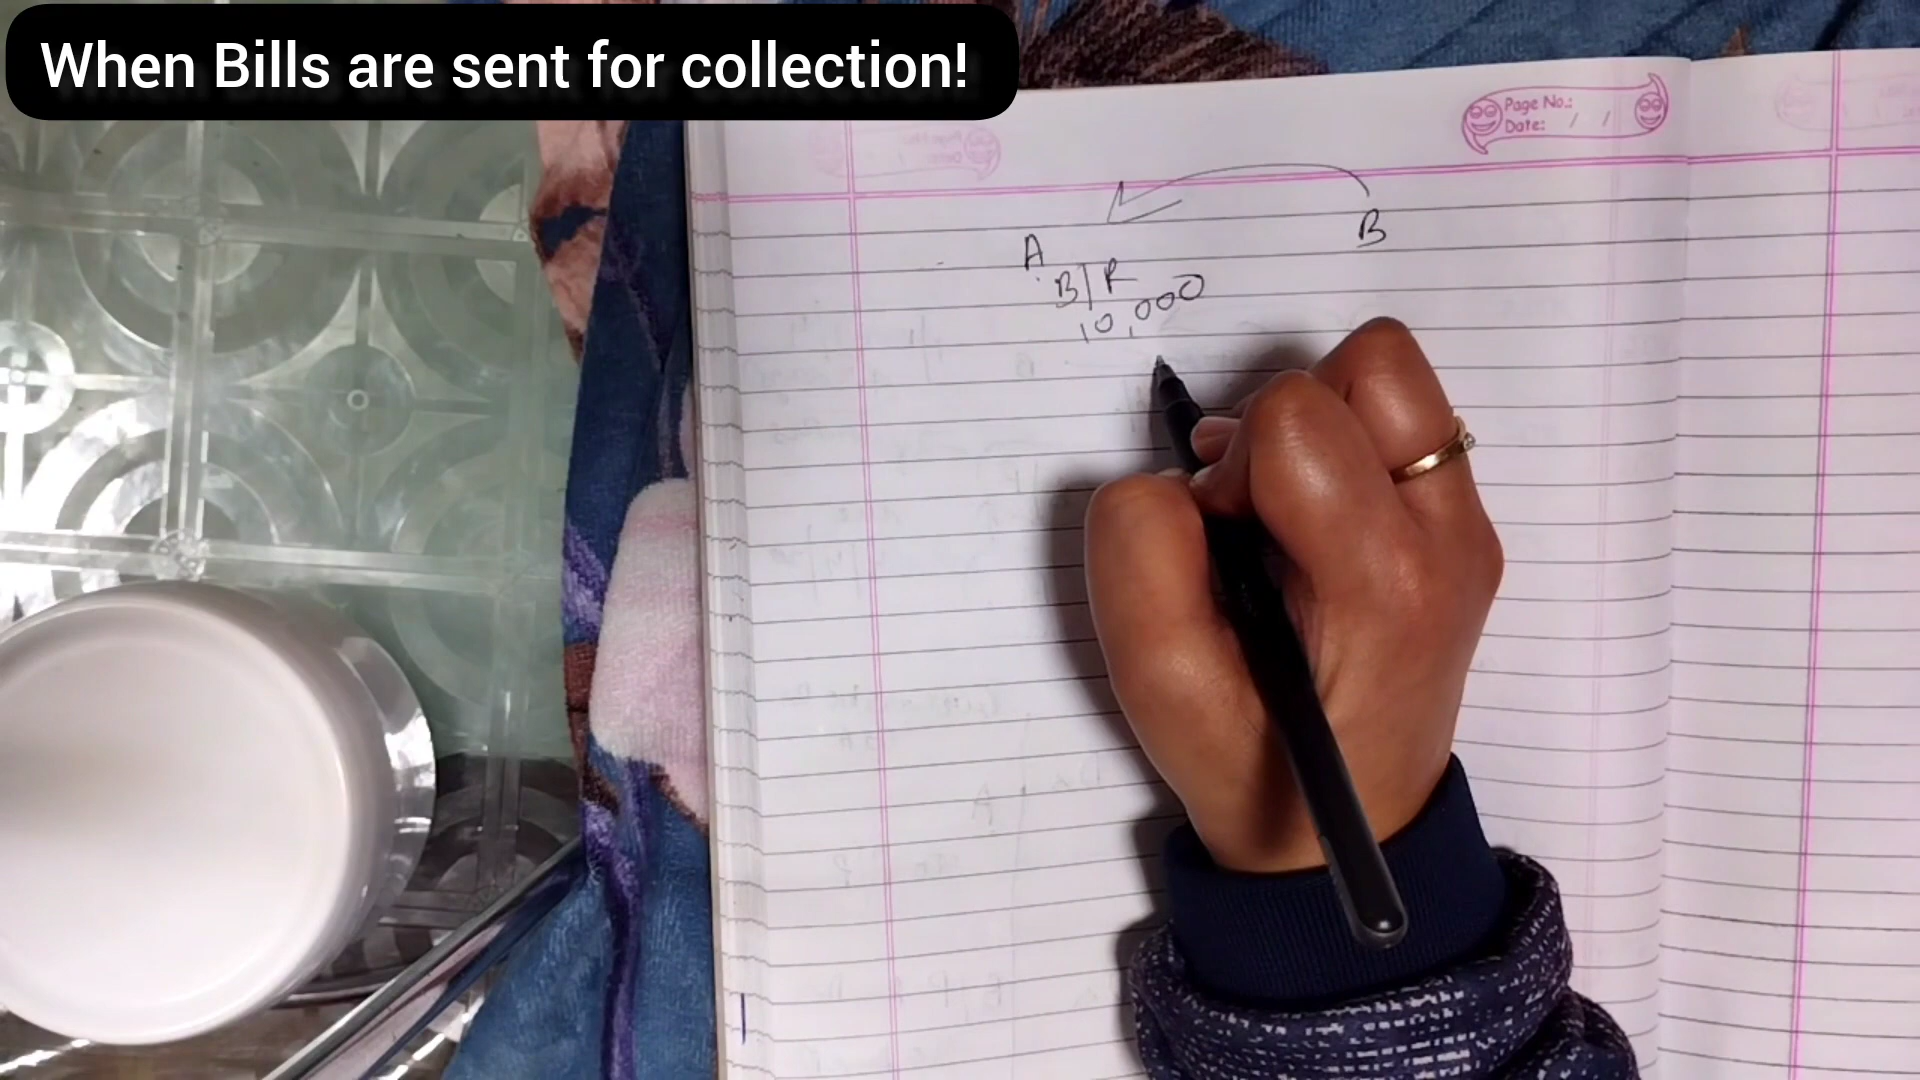 When Bills are sent for collection!
Page No.:
Date: / /
B
A
B/R
10,000